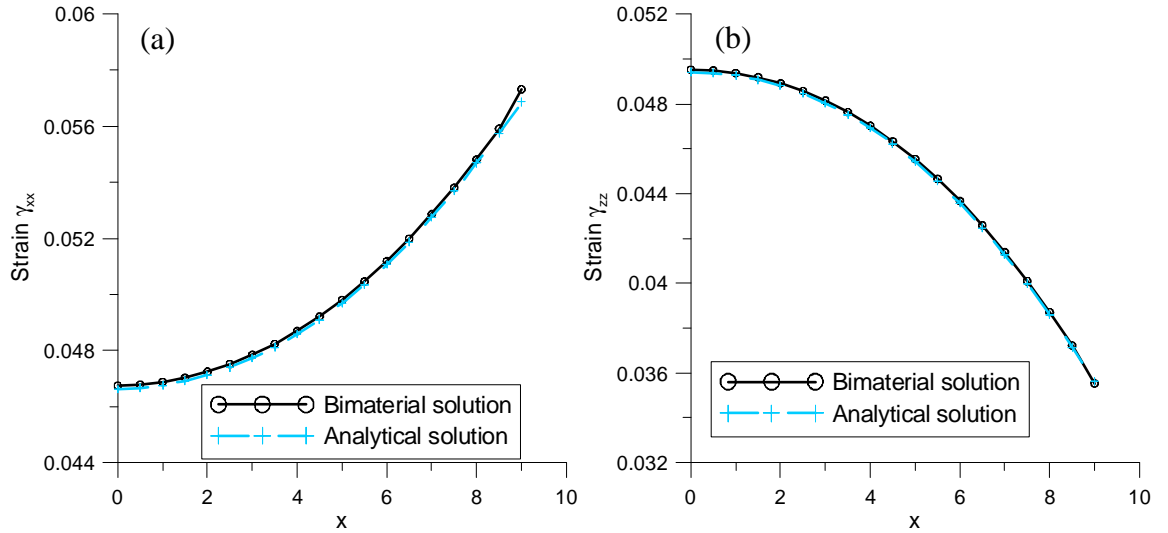 (a)
0.06
0.056
0.052
0.048
0.044
Strain γxx
0 2 4 6 8 10
x
Bimaterial solution
Analytical solution
(b)
0.052
0.048
0.044
0.04
0.036
0.032
Strain γzz
0 2 4 6 8 10
x
Bimaterial solution
Analytical solution